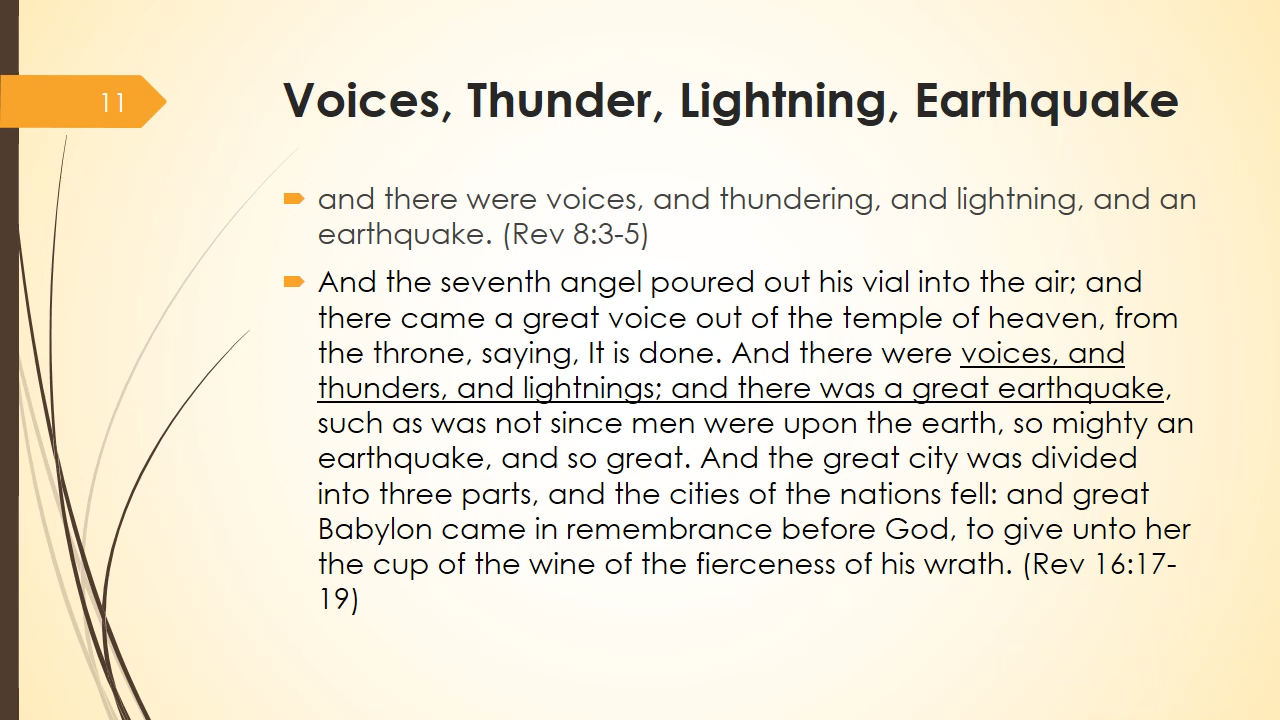 11
Voices, Thunder, Lightning, Earthquake
and there were voices, and thundering, and lightning, and an
earthquake. (Rev 8:3-5)
And the seventh angel poured out his vial into the air; and
there came a great voice out of the temple of heaven, from
the throne, saying, It is done. And there were voices, and
thunders, and lightnings; and there was a great earthquake,
such as was not since men were upon the earth, so mighty an
earthquake, and so great. And the great city was divided
into three parts, and the cities of the nations fell: and great
Babylon came in remembrance before God, to give unto her
the cup of the wine of the fierceness of his wrath. (Rev 16:17-
19)